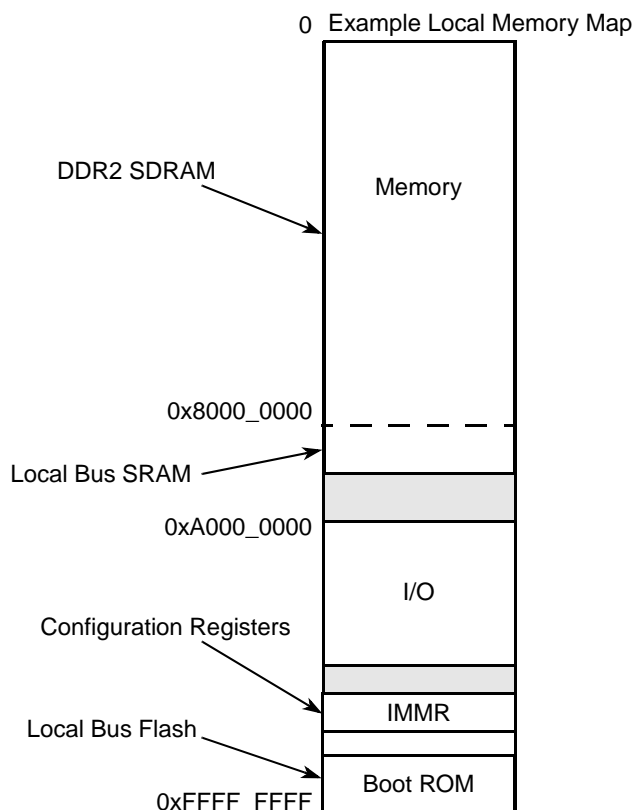 0 Example Local Memory Map
DDR2 SDRAM
Memory
0x8000_0000
Local Bus SRAM
0xA000_0000
I/O
Configuration Registers
IMMR
Local Bus Flash
Boot ROM
0xFFFF_FFFF